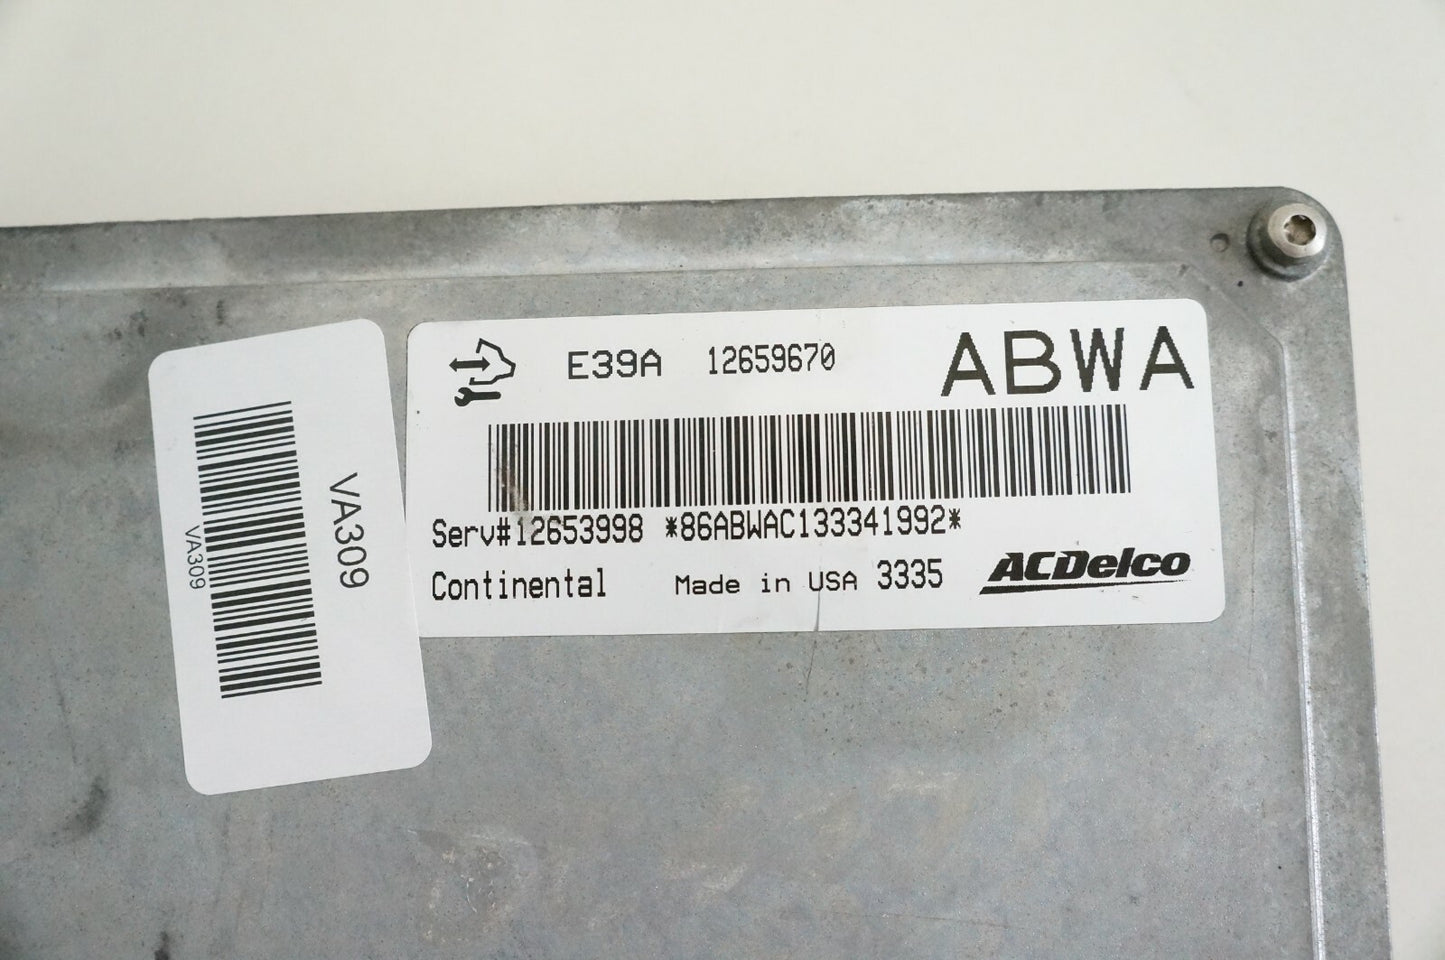 E39A 12659670 ABWA
Serv#12653998 *86ABWAC133341992*
Continental Made in USA 3335 ACDelco
VA309
VA309